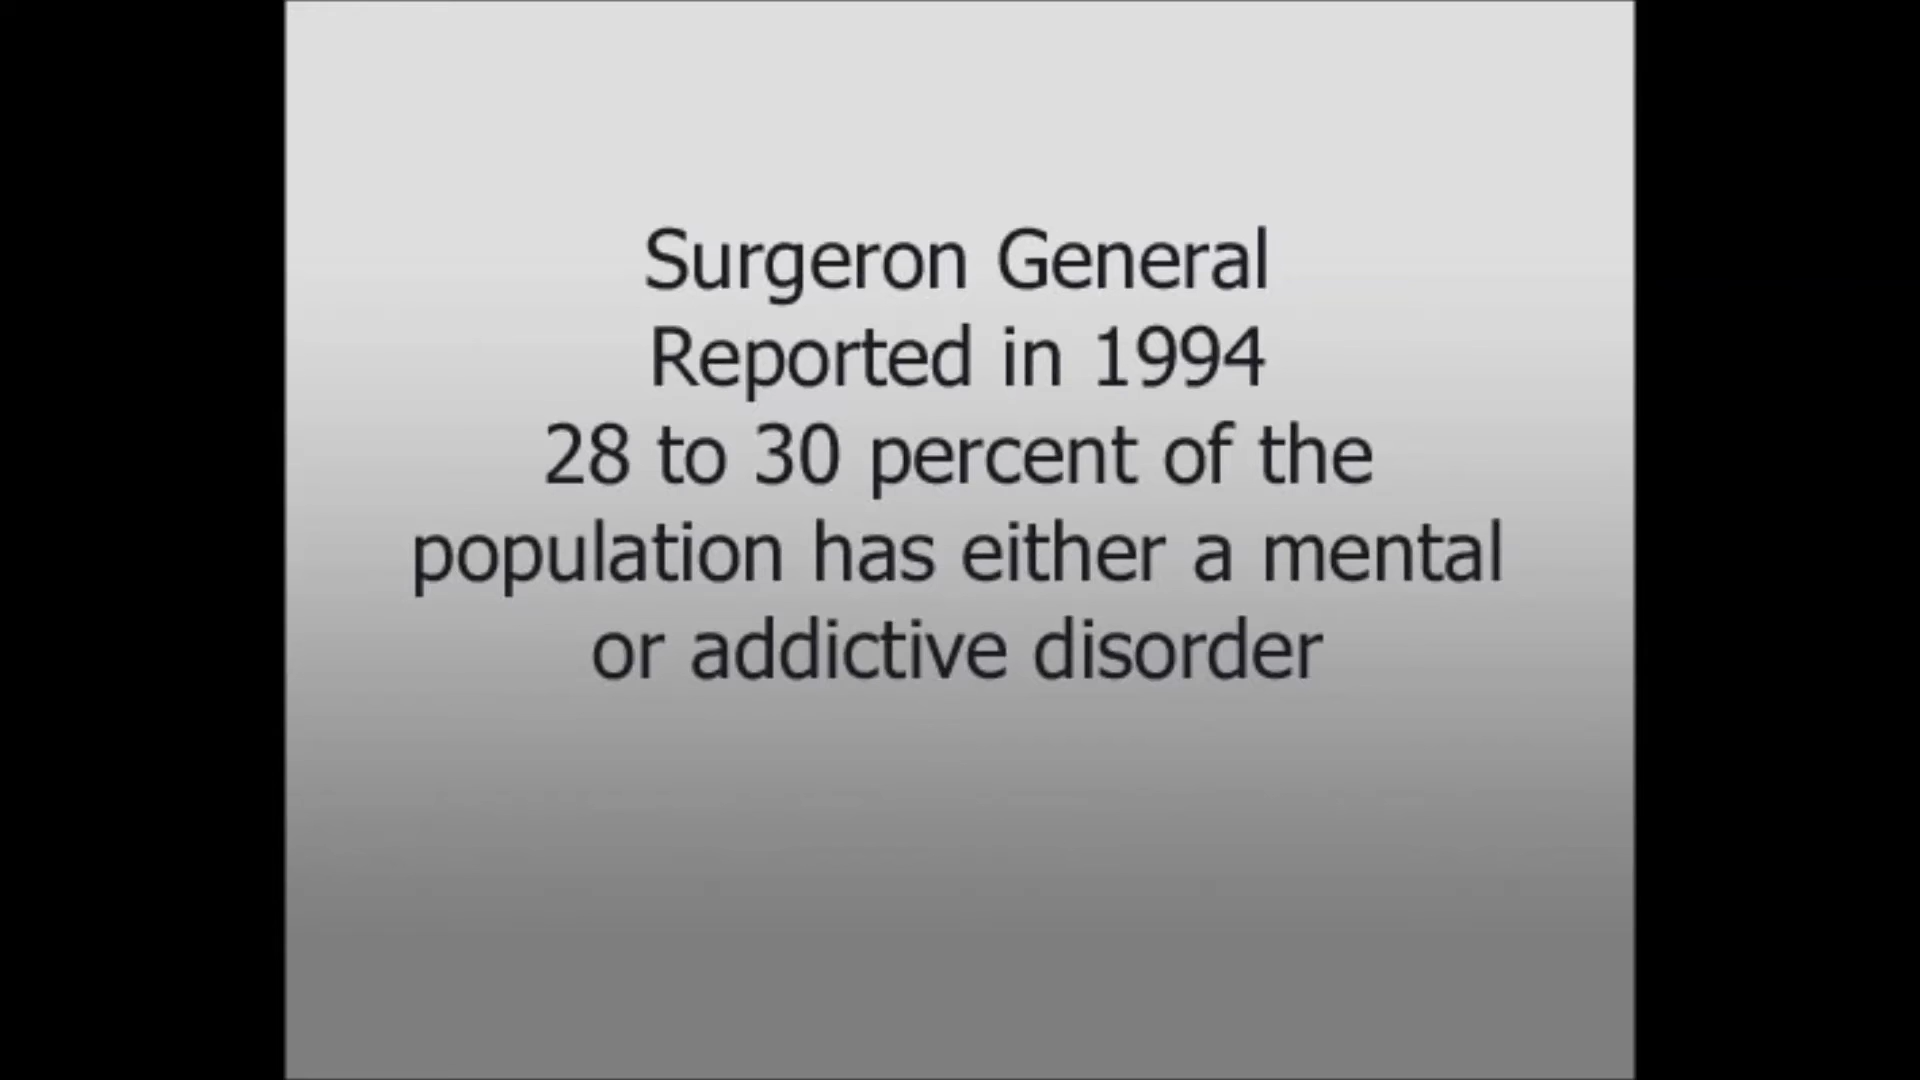 Surgeron General
Reported in 1994
28 to 30 percent of the
population has either a mental
or addictive disorder